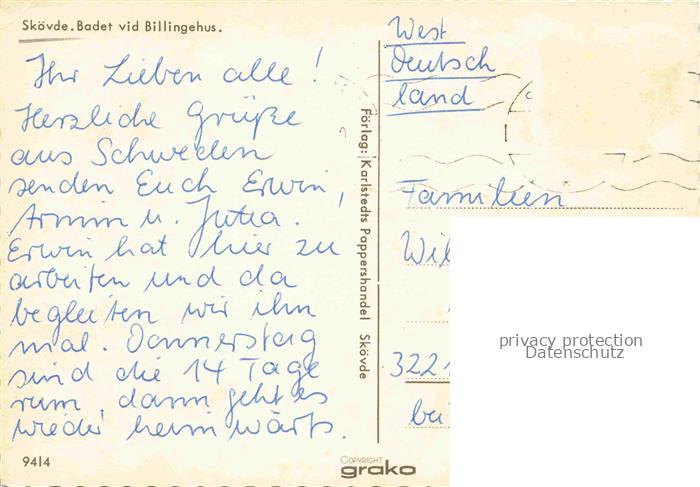 Skövde. Badet vid Billingehus.
Ihr Lieben alle!
Herzliche Grüße
aus Schweden
senden Euch Erwin,
Armin u. Jutta.
Erwin hat hier zu
arbeiten und da
begleiten wir ihn
mal. Donnerstag
sind die 14 Tage
rum, dann geht es
wieder heimwärts.
9414
Förlag: Karlstedts Pappershandel Skövde
COPYRIGHT
grako
West
Deutsch
land
Familien
322
bei
privacy protection
Datenschutz